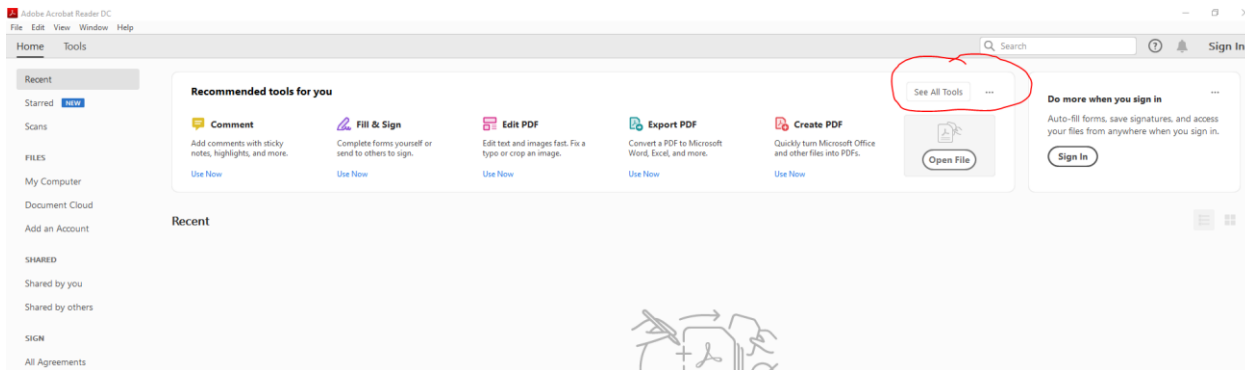 Adobe Acrobat Reader DC
File Edit View Window Help
Home Tools
Search
Sign In
Recent
Starred NEW
Scans
FILES
My Computer
Document Cloud
Add an Account
SHARED
Shared by you
Shared by others
SIGN
All Agreements
Recommended tools for you
See All Tools
Comment
Add comments with sticky
notes, highlights, and more.
Use Now
Fill & Sign
Complete forms yourself or
send to others to sign.
Use Now
Edit PDF
Edit text and images fast. Fix a
typo or crop an image.
Use Now
Export PDF
Convert a PDF to Microsoft
Word, Excel, and more.
Use Now
Create PDF
Quickly turn Microsoft Office
and other files into PDFs.
Use Now
Open File
Do more when you sign in
Auto-fill forms, save signatures, and access
your files from anywhere when you sign in.
Sign In
Recent